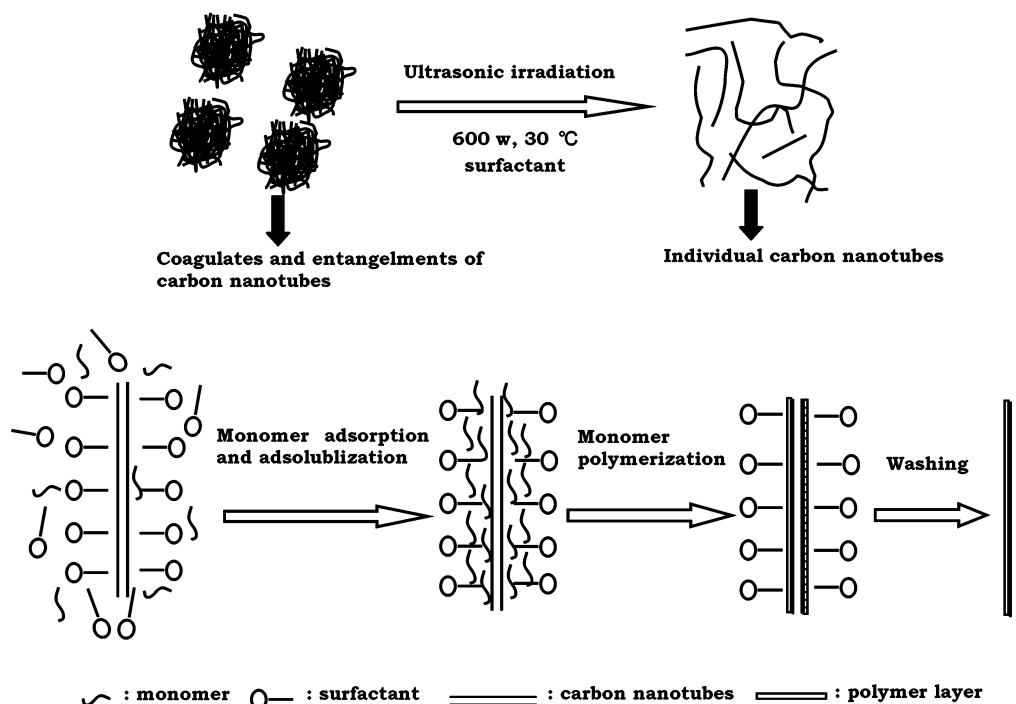 Ultrasonic irradiation
600 w, 30 ℃
surfactant
Coagulates and entangelments of
carbon nanotubes
Individual carbon nanotubes
Monomer adsorption
and adsolublization
Monomer
polymerization
Washing
: monomer
: surfactant
: carbon nanotubes
: polymer layer